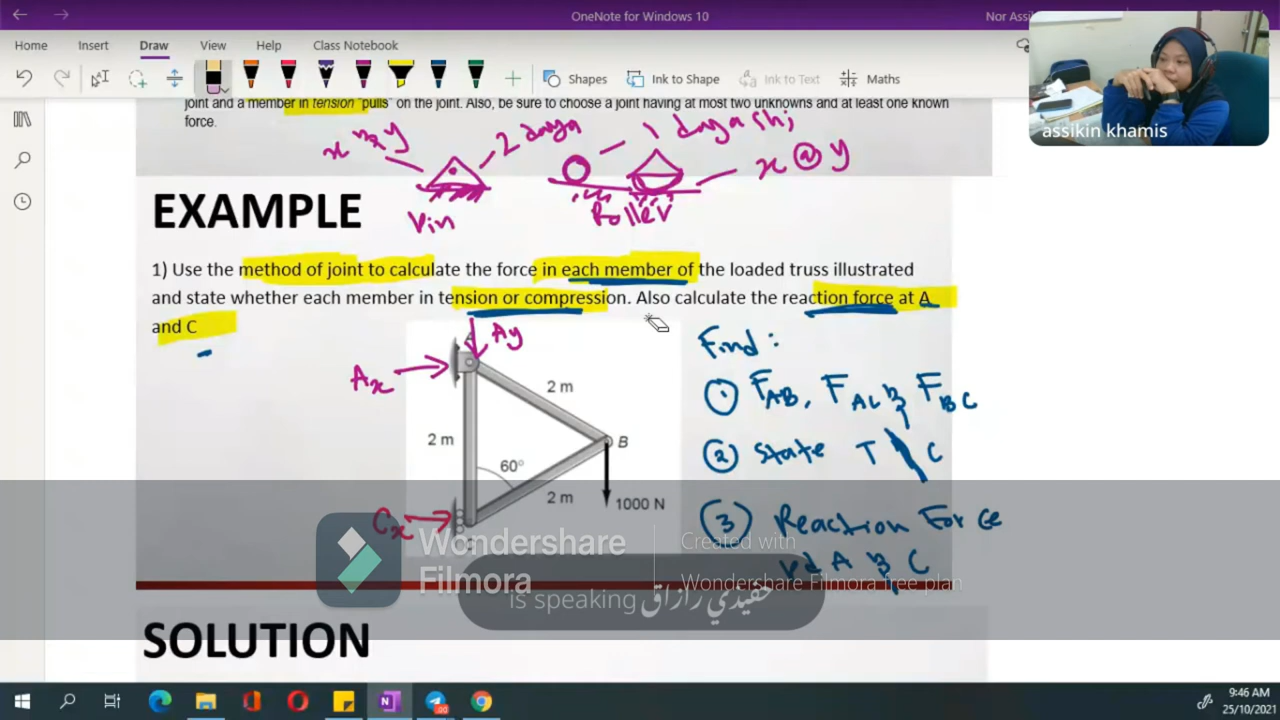 OneNote for Windows 10
Nor Assi
Home Insert Draw View Help Class Notebook
Shapes Ink to Shape Ink to Text Maths
assikin khamis
joint and a member in tension "pulls" on the joint. Also, be sure to choose a joint having at most two unknowns and at least one known
force.
2 daya
1 daya shj
x @ y
Pin
Roller
EXAMPLE
1) Use the method of joint to calculate the force in each member of the loaded truss illustrated
and state whether each member in tension or compression. Also calculate the reaction force at A
and C
Ay
Ax
2 m
2 m
B
60°
2 m
1000 N
Cx
Find :
① FAB, FAC & FBC
② State T C
③ Reaction Force
A & C
Wondershare
Filmora
Created with
Wondershare Filmora free plan
is speaking حفيذي رازاق
SOLUTION
9:46 AM
25/10/2021